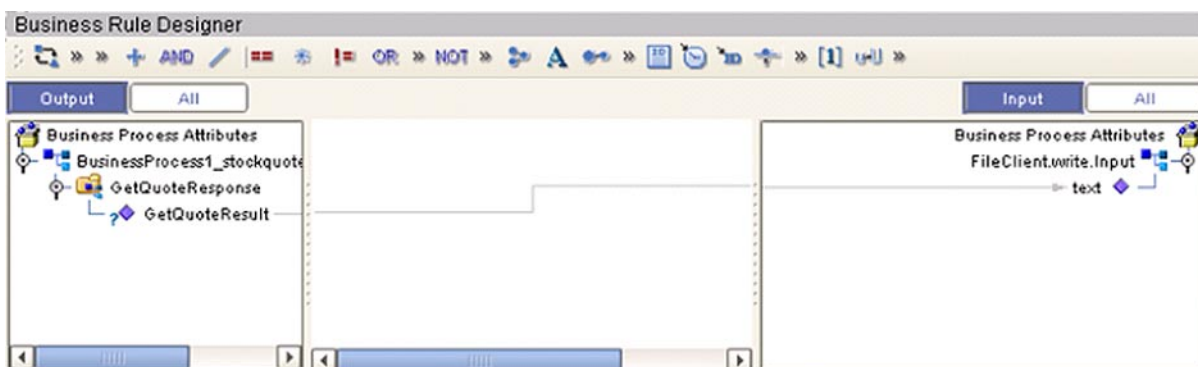 Business Rule Designer
» » AND == != OR » NOT » A » 10 » [1] »
Output All Input All
Business Process Attributes
BusinessProcess1_stockquote
GetQuoteResponse
? GetQuoteResult
Business Process Attributes
FileClient.write.Input
text